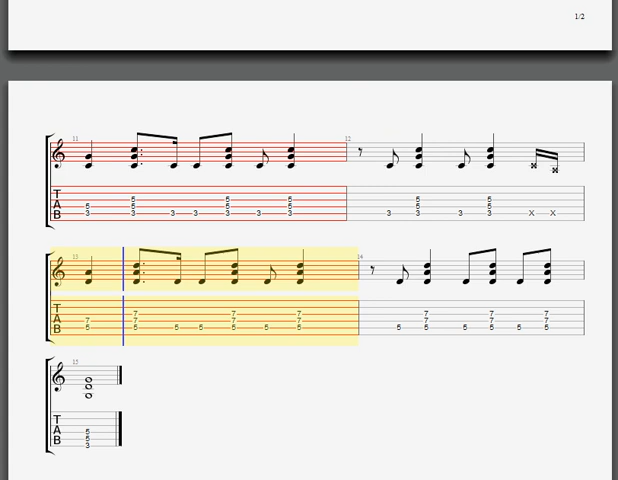 1/2
11 12
T
5 5 5 5 5
A 5 5 5 5 5 5
B 3 3 3 3 3 3 3 3 3 3 3 X X
13 14
T
7 7 7 7 7 7
A 7 7 7 7 7 7 7
B 5 5 5 5 5 5 5 5 5 5 5 5 5
15
T
A 5
B 5
3